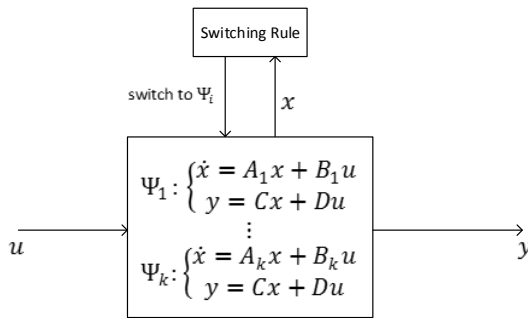 Switching Rule
switch to Ψᵢ
x
Ψ₁: { ẋ = A₁x + B₁u
y = Cx + Du
⋮
Ψₖ: { ẋ = Aₖx + Bₖu
y = Cx + Du
u
y